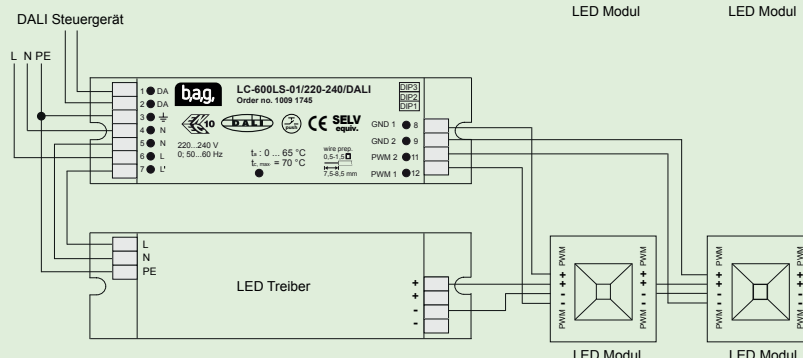 LED Modul
LED Modul
DALI Steuergerät
L N PE
b.a.g.
LC-600LS-01/220-240/DALI
Order no. 1009 1745
DIP3
DIP2
DIP1
1 DA
2 DA
3
4 N
5 N
6 L
7 L'
10
DALI
push
CE
SELV
equiv.
220...240 V
0; 50...60 Hz
ta : 0 ... 65 °C
tc, max. = 70 °C
wire prep.
0,5-1,5
7,5-8,5 mm
GND 1 8
GND 2 9
PWM 2 11
PWM 1 12
L
N
PE
LED Treiber
+
+
-
-
PWM + + - - PWM
PWM + + - - PWM
PWM + + - - PWM
PWM + + - - PWM
LED Modul
LED Modul